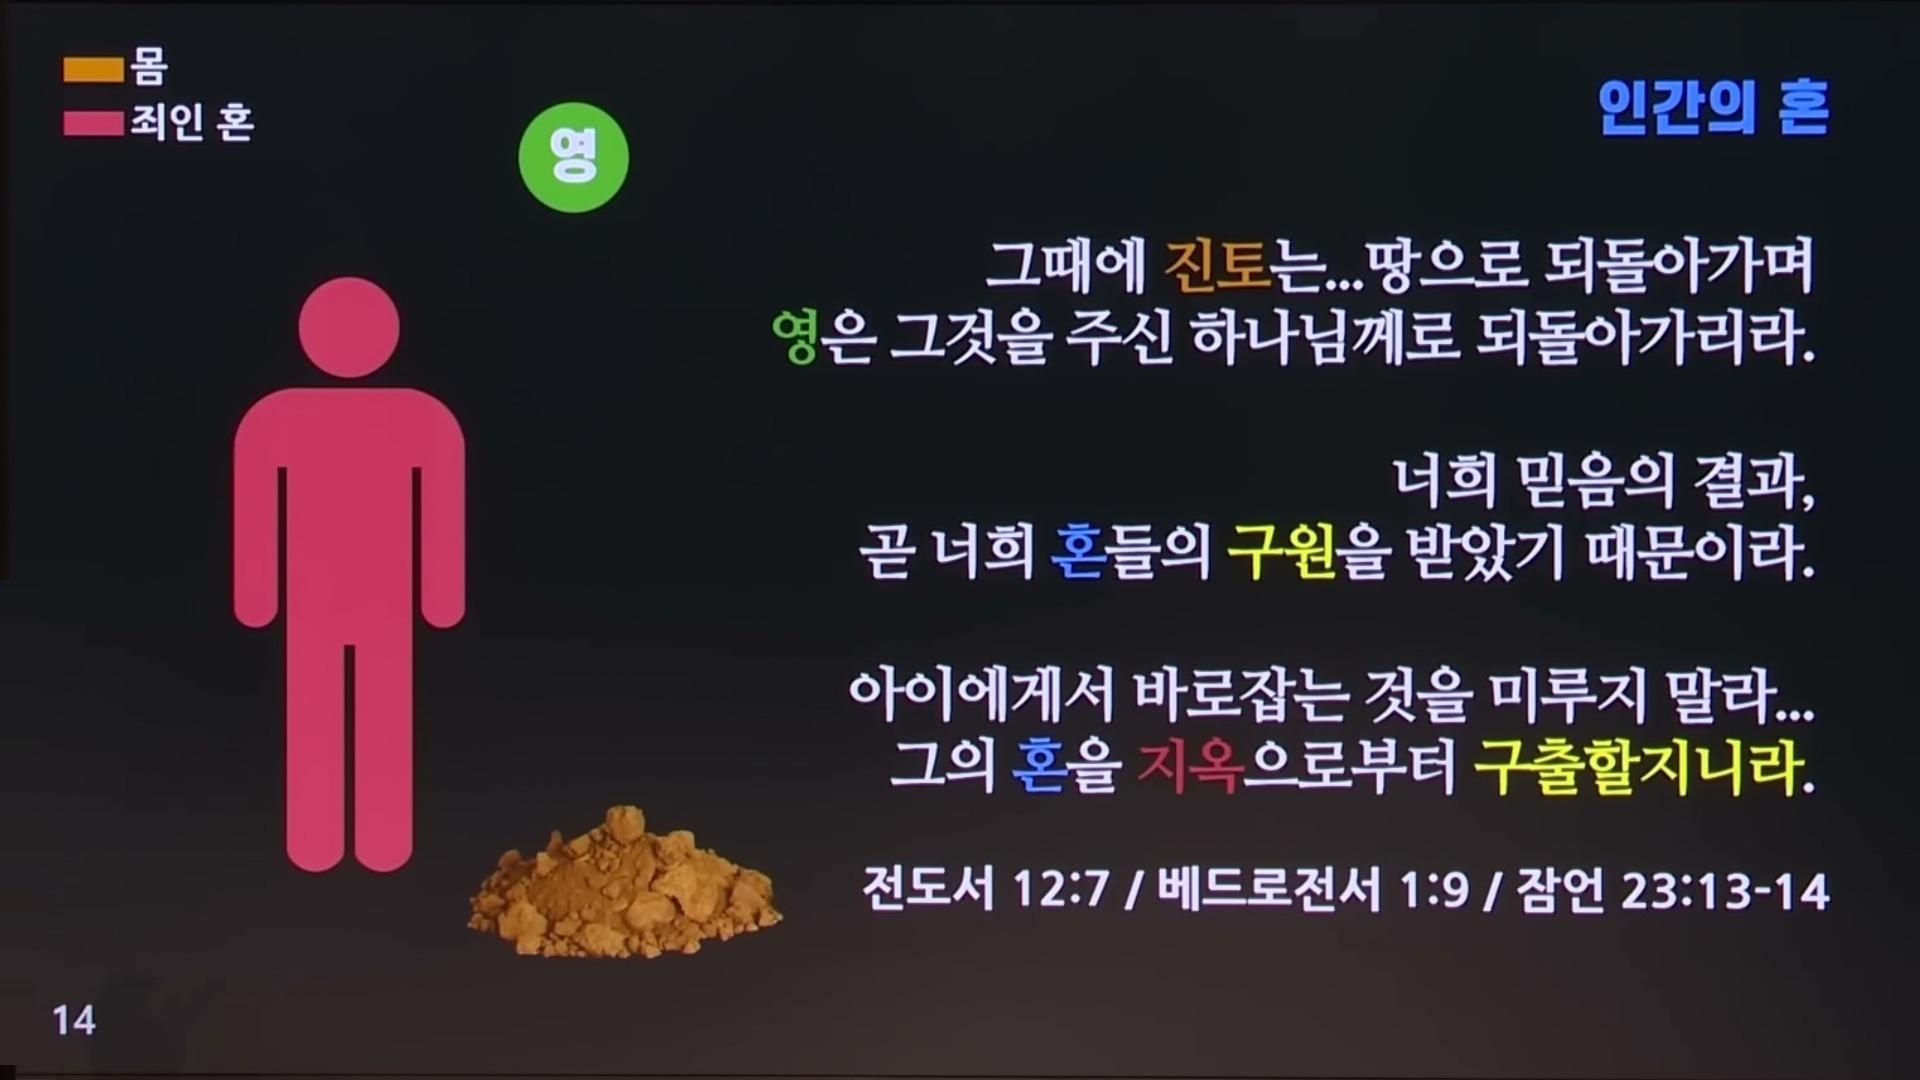 몸
죄인 혼
영
인간의 혼
그때에 진토는...땅으로 되돌아가며
영은 그것을 주신 하나님께로 되돌아가리라.
너희 믿음의 결과,
곧 너희 혼들의 구원을 받았기 때문이라.
아이에게서 바로잡는 것을 미루지 말라...
그의 혼을 지옥으로부터 구출할지니라.
전도서 12:7 / 베드로전서 1:9 / 잠언 23:13-14
14